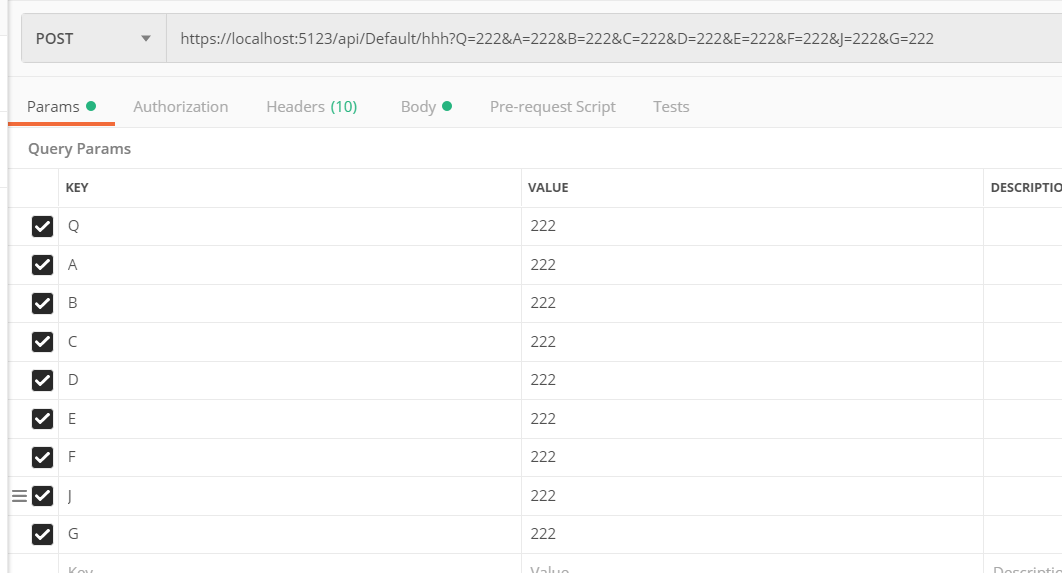 POST https://localhost:5123/api/Default/hhh?Q=222&A=222&B=222&C=222&D=222&E=222&F=222&J=222&G=222
Params Authorization Headers (10) Body Pre-request Script Tests
Query Params
KEY VALUE DESCRIPTIO
Q 222
A 222
B 222
C 222
D 222
E 222
F 222
J 222
G 222
Key Value Descriptio